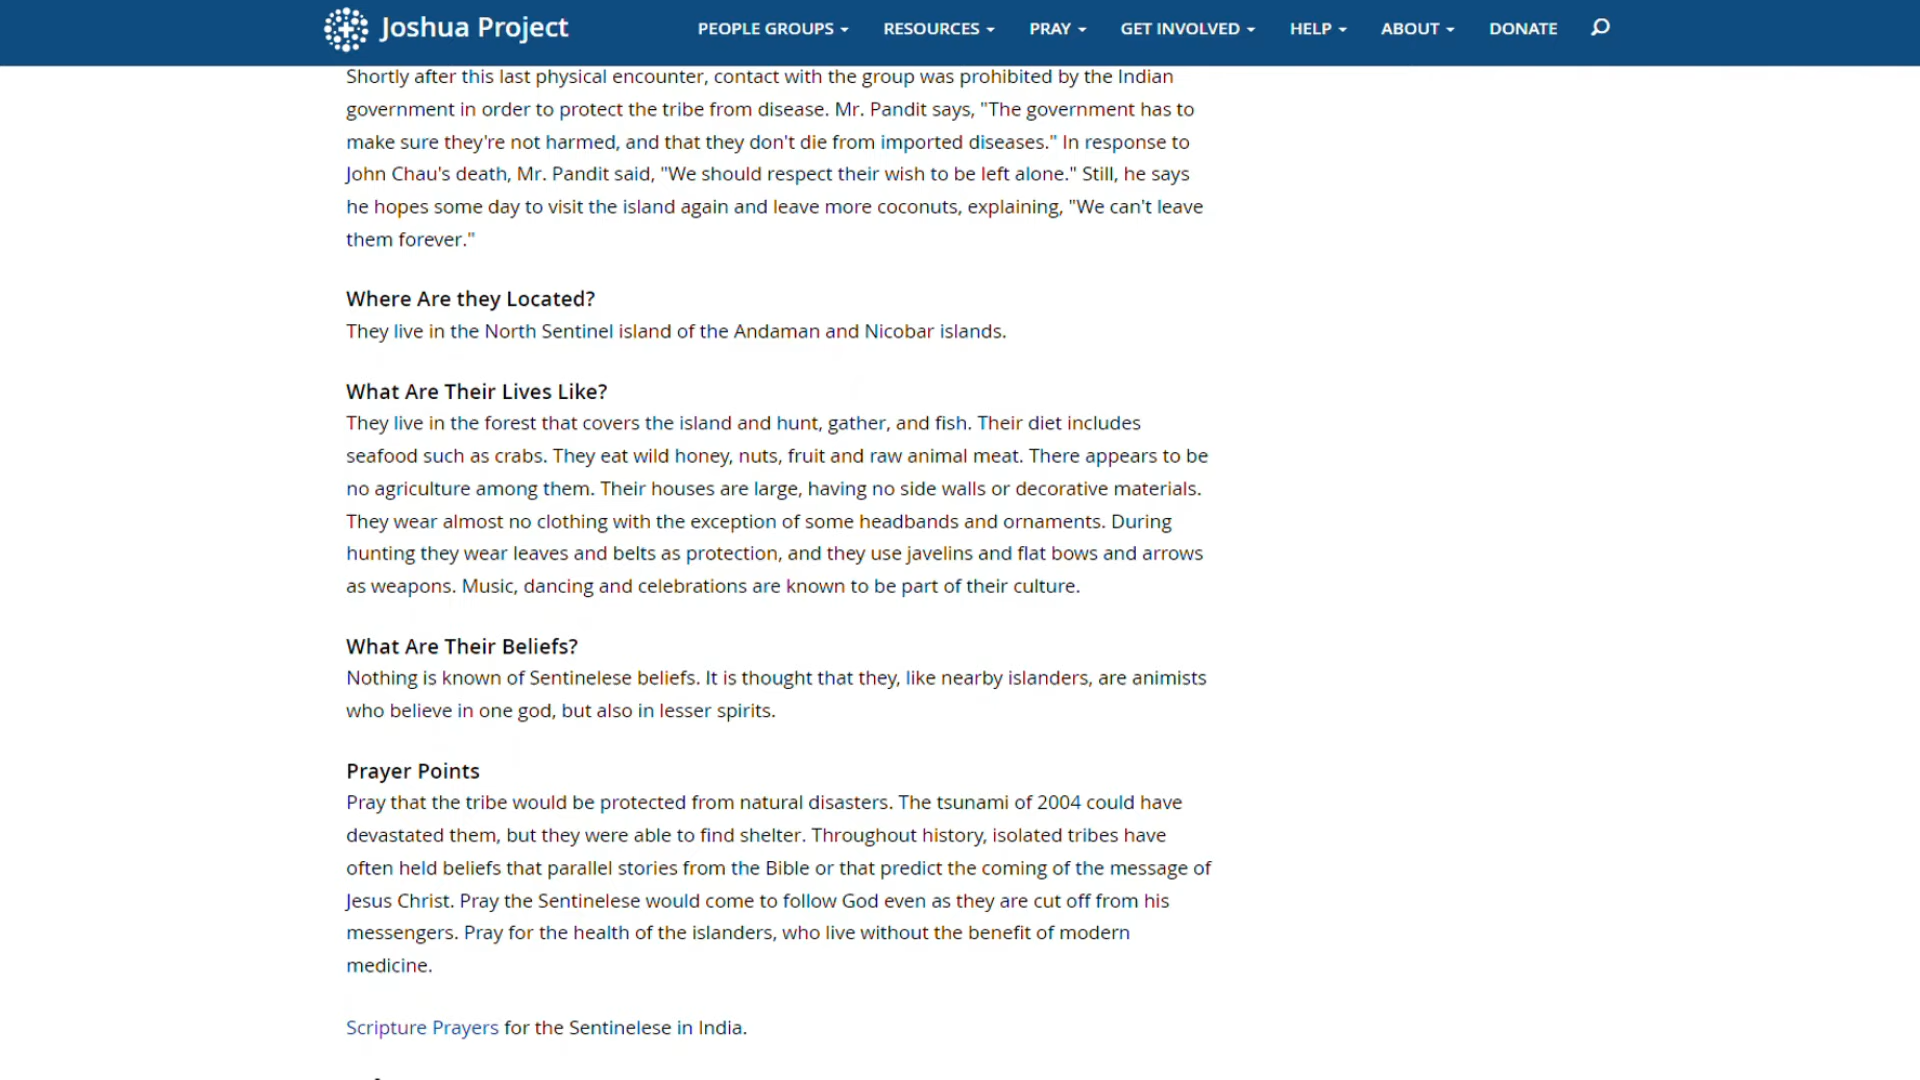 Joshua Project
PEOPLE GROUPS RESOURCES PRAY GET INVOLVED HELP ABOUT DONATE
Shortly after this last physical encounter, contact with the group was prohibited by the Indian
government in order to protect the tribe from disease. Mr. Pandit says, "The government has to
make sure they're not harmed, and that they don't die from imported diseases." In response to
John Chau's death, Mr. Pandit said, "We should respect their wish to be left alone." Still, he says
he hopes some day to visit the island again and leave more coconuts, explaining, "We can't leave
them forever."
Where Are they Located?
They live in the North Sentinel island of the Andaman and Nicobar islands.
What Are Their Lives Like?
They live in the forest that covers the island and hunt, gather, and fish. Their diet includes
seafood such as crabs. They eat wild honey, nuts, fruit and raw animal meat. There appears to be
no agriculture among them. Their houses are large, having no side walls or decorative materials.
They wear almost no clothing with the exception of some headbands and ornaments. During
hunting they wear leaves and belts as protection, and they use javelins and flat bows and arrows
as weapons. Music, dancing and celebrations are known to be part of their culture.
What Are Their Beliefs?
Nothing is known of Sentinelese beliefs. It is thought that they, like nearby islanders, are animists
who believe in one god, but also in lesser spirits.
Prayer Points
Pray that the tribe would be protected from natural disasters. The tsunami of 2004 could have
devastated them, but they were able to find shelter. Throughout history, isolated tribes have
often held beliefs that parallel stories from the Bible or that predict the coming of the message of
Jesus Christ. Pray the Sentinelese would come to follow God even as they are cut off from his
messengers. Pray for the health of the islanders, who live without the benefit of modern
medicine.
Scripture Prayers for the Sentinelese in India.